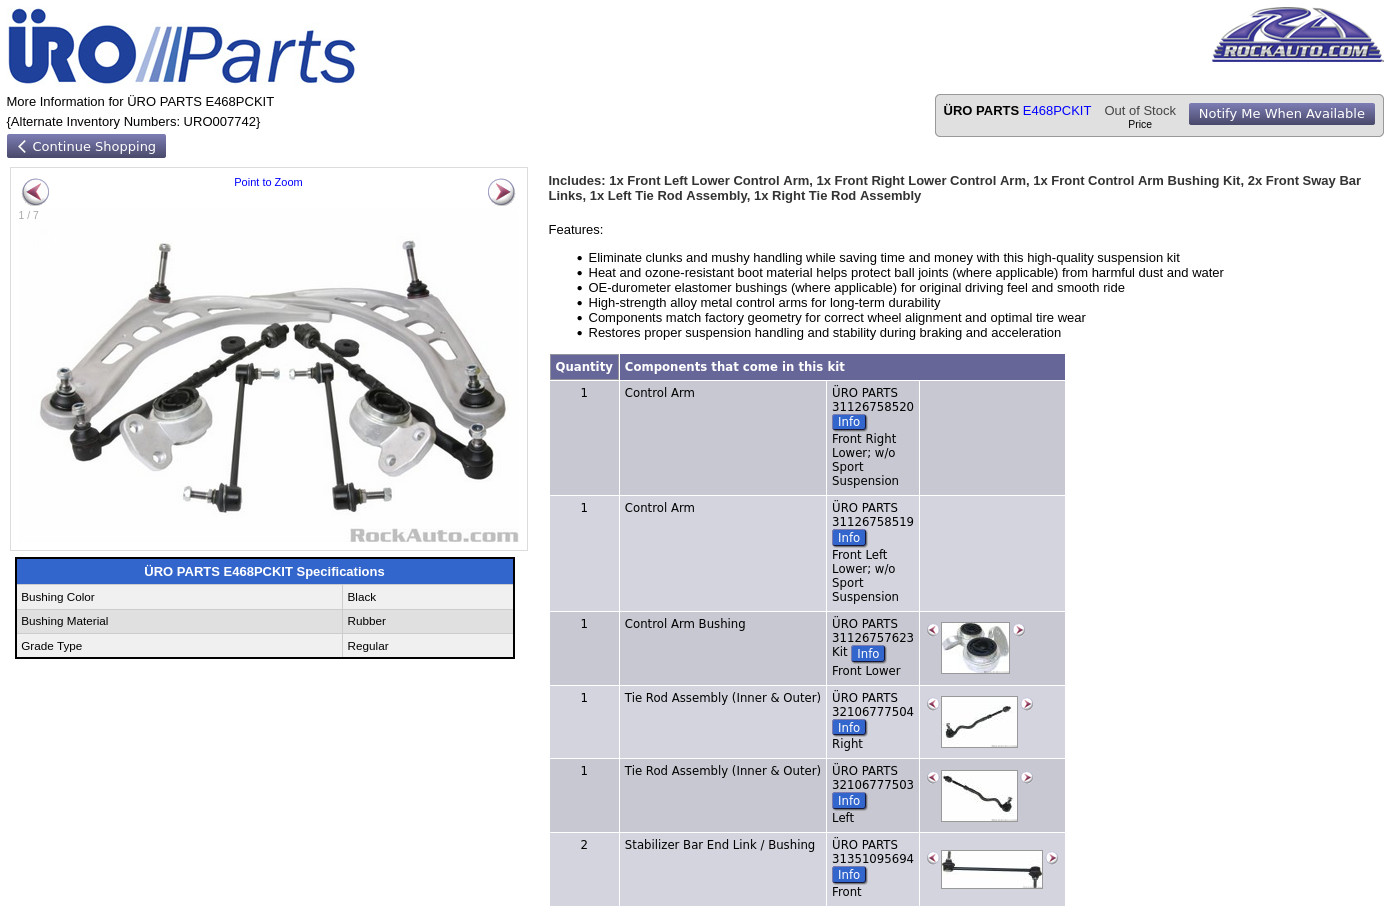 ÜRO Parts
RA
ROCKAUTO.COM
More Information for ÜRO PARTS E468PCKIT
{Alternate Inventory Numbers: URO007742}
Continue Shopping
ÜRO PARTS E468PCKIT
Out of Stock
Price
Notify Me When Available
Point to Zoom
1 / 7
RockAuto.com
ÜRO PARTS E468PCKIT Specifications
Bushing Color Black
Bushing Material Rubber
Grade Type Regular
Includes: 1x Front Left Lower Control Arm, 1x Front Right Lower Control Arm, 1x Front Control Arm Bushing Kit, 2x Front Sway Bar
Links, 1x Left Tie Rod Assembly, 1x Right Tie Rod Assembly
Features:
Eliminate clunks and mushy handling while saving time and money with this high-quality suspension kit
Heat and ozone-resistant boot material helps protect ball joints (where applicable) from harmful dust and water
OE-durometer elastomer bushings (where applicable) for original driving feel and smooth ride
High-strength alloy metal control arms for long-term durability
Components match factory geometry for correct wheel alignment and optimal tire wear
Restores proper suspension handling and stability during braking and acceleration
Quantity Components that come in this kit
1 Control Arm ÜRO PARTS
31126758520
Info
Front Right
Lower; w/o
Sport
Suspension
1 Control Arm ÜRO PARTS
31126758519
Info
Front Left
Lower; w/o
Sport
Suspension
1 Control Arm Bushing ÜRO PARTS
31126757623
Kit Info
Front Lower
1 Tie Rod Assembly (Inner & Outer) ÜRO PARTS
32106777504
Info
Right
1 Tie Rod Assembly (Inner & Outer) ÜRO PARTS
32106777503
Info
Left
2 Stabilizer Bar End Link / Bushing ÜRO PARTS
31351095694
Info
Front